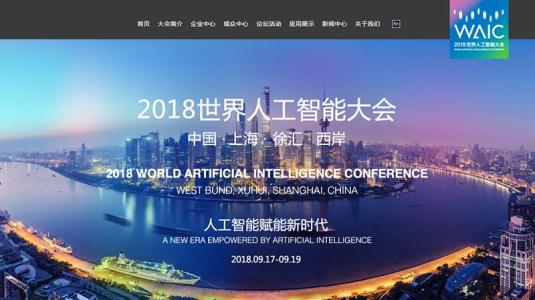 首页 大会简介 企业中心 观众中心 论坛活动 应用展示 新闻中心 关于我们 En
WAIC
2018世界人工智能大会
WORLD ARTIFICIAL INTELLIGENCE CONFERENCE
2018世界人工智能大会
中国·上海·徐汇·西岸
2018 WORLD ARTIFICIAL INTELLIGENCE CONFERENCE
WEST BUND, XUHUI, SHANGHAI, CHINA
人工智能赋能新时代
A NEW ERA EMPOWERED BY ARTIFICIAL INTELLIGENCE
2018.09.17-09.19